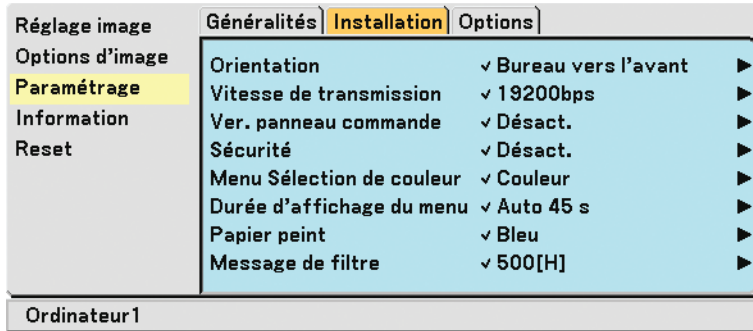 Généralités Installation Options
Réglage image
Options d'image
Paramétrage
Information
Reset
Orientation ✓ Bureau vers l'avant ▶
Vitesse de transmission ✓ 19200bps ▶
Ver. panneau commande ✓ Désact. ▶
Sécurité ✓ Désact. ▶
Menu Sélection de couleur ✓ Couleur ▶
Durée d'affichage du menu ✓ Auto 45 s ▶
Papier peint ✓ Bleu ▶
Message de filtre ✓ 500[H] ▶
Ordinateur1